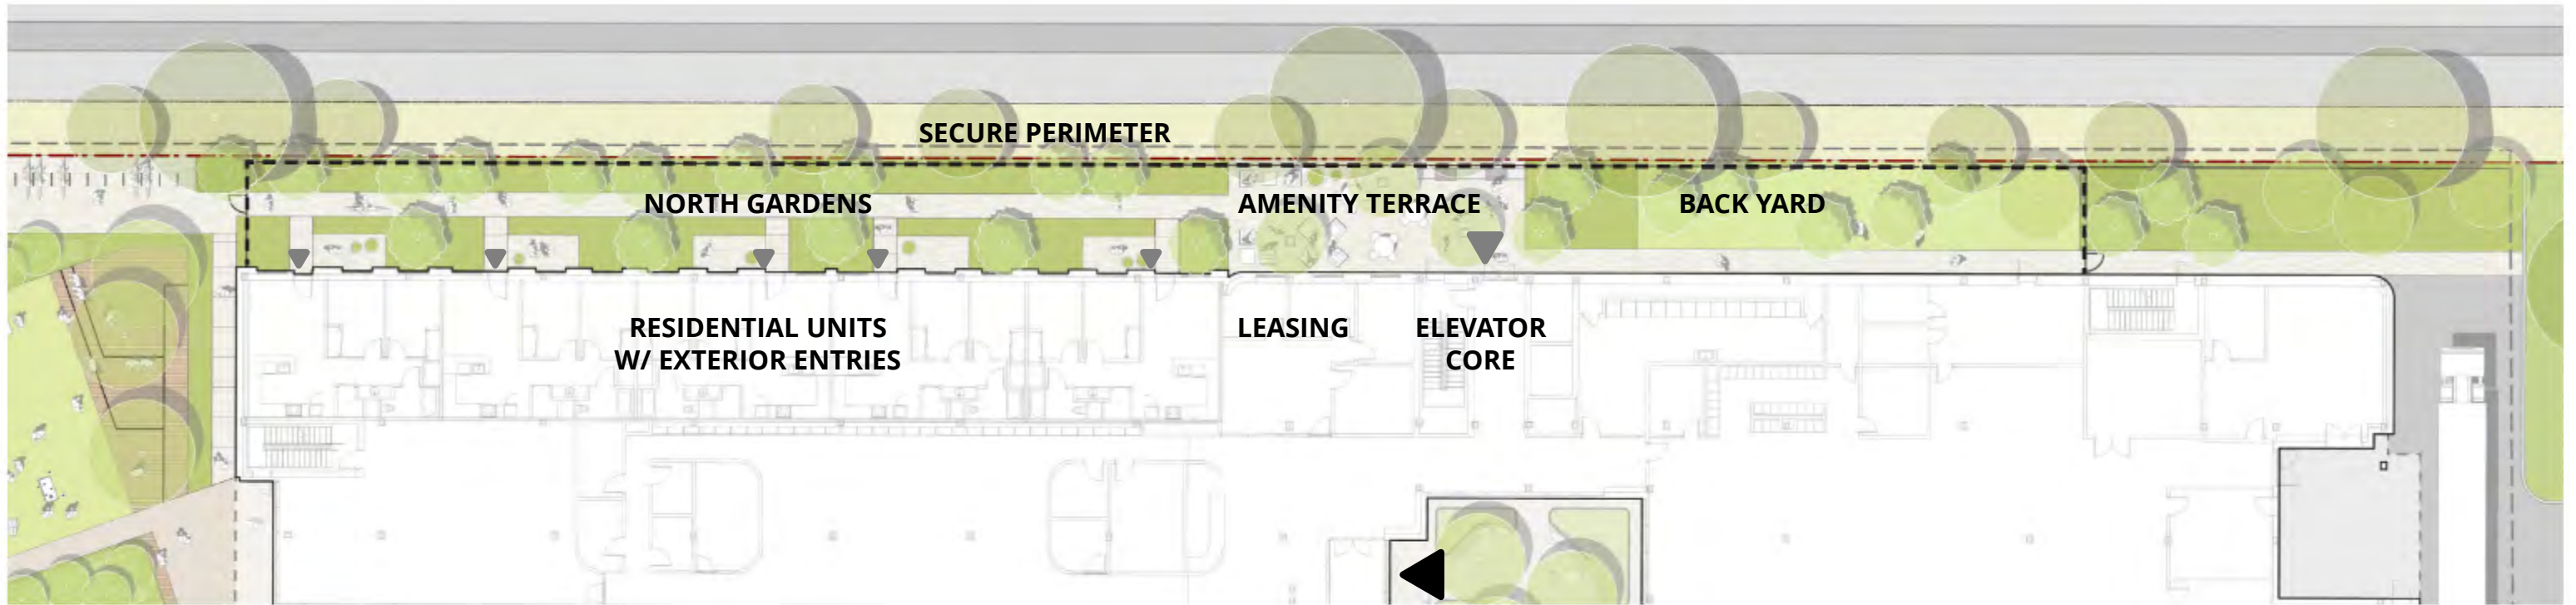 SECURE PERIMETER
NORTH GARDENS
AMENITY TERRACE
BACK YARD
RESIDENTIAL UNITS
W/ EXTERIOR ENTRIES
LEASING
ELEVATOR
CORE